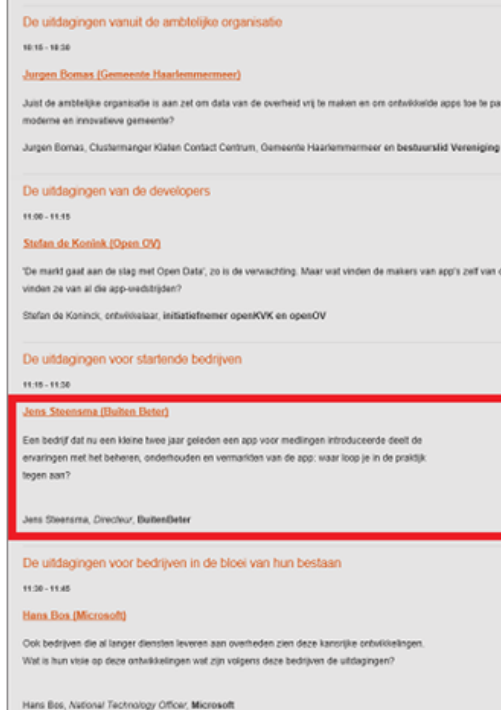 De uitdagingen vanuit de ambtelijke organisatie
10:15 - 10:30
Jurgen Bomas (Gemeente Haarlemmermeer)
Juist de ambtelijke organisatie is aan zet om data van de overheid vrij te maken en om ontwikkelde apps toe te pa
moderne en innovatieve gemeente?
Jurgen Bomas, Clustermanger Klaten Contact Centrum, Gemeente Haarlemmermeer en bestuurslid Vereniging
De uitdagingen van de developers
11:00 - 11:15
Stefan de Konink (Open OV)
'De markt gaat aan de slag met Open Data', zo is de verwachting. Maar wat vinden de makers van app's zelf van
vinden ze van al die app-wedstrijden?
Stefan de Koninck, ontwikkelaar, initiatiefnemer openKVK en openOV
De uitdagingen voor startende bedrijven
11:15 - 11:30
Jens Steensma (Buiten Beter)
Een bedrijf dat nu een kleine twee jaar geleden een app voor medlingen introduceerde deelt de
ervaringen met het beheren, onderhouden en vermarkten van de app: waar loop je in de praktijk
tegen aan?
Jens Steensma, Directeur, BuitenBeter
De uitdagingen voor bedrijven in de bloei van hun bestaan
11:30 - 11:45
Hans Bos (Microsoft)
Ook bedrijven die al langer diensten leveren aan overheden zien deze kansrijke ontwikkelingen.
Wat is hun visie op deze ontwikkelingen wat zijn volgens deze bedrijven de uitdagingen?
Hans Bos, National Technology Officer, Microsoft